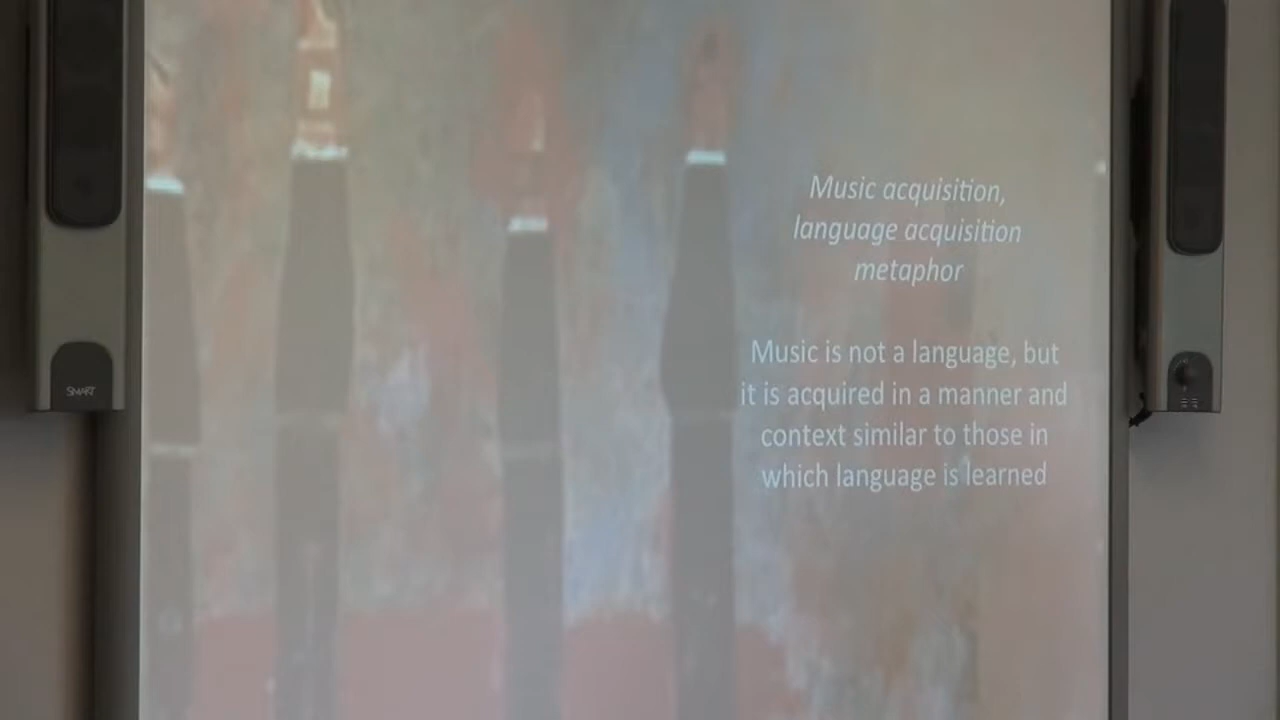 Music acquisition,
language acquisition
metaphor
Music is not a language, but
it is acquired in a manner and
context similar to those in
which language is learned
SMART